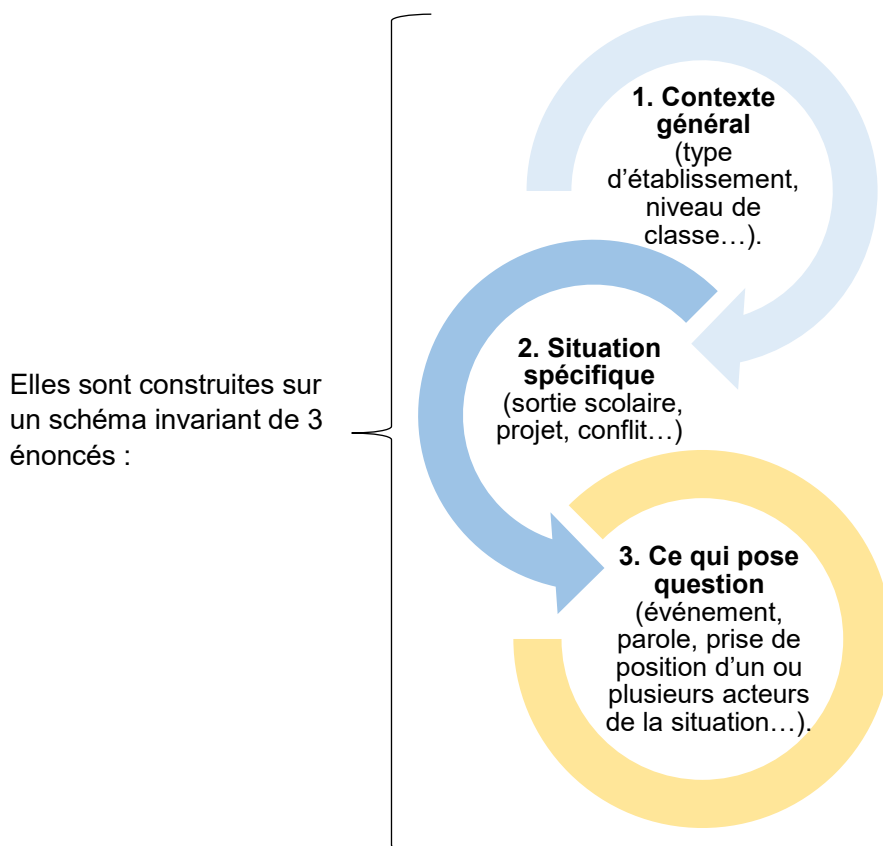 Elles sont construites sur
un schéma invariant de 3
énoncés :
1. Contexte
général
(type
d’établissement,
niveau de
classe…).
2. Situation
spécifique
(sortie scolaire,
projet, conflit…)
3. Ce qui pose
question
(événement,
parole, prise de
position d’un ou
plusieurs acteurs
de la situation…).